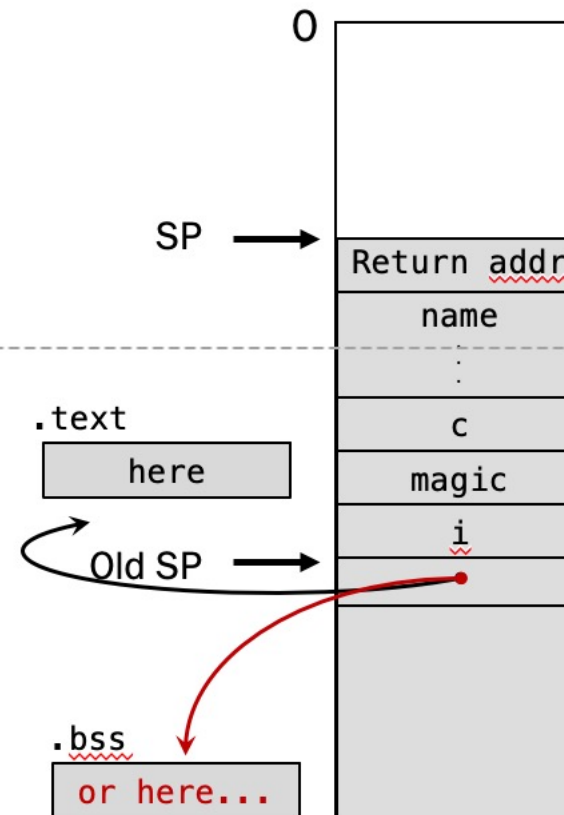 0
SP
Return addr
name
.text
c
here
magic
i
Old SP
.bss
or here...